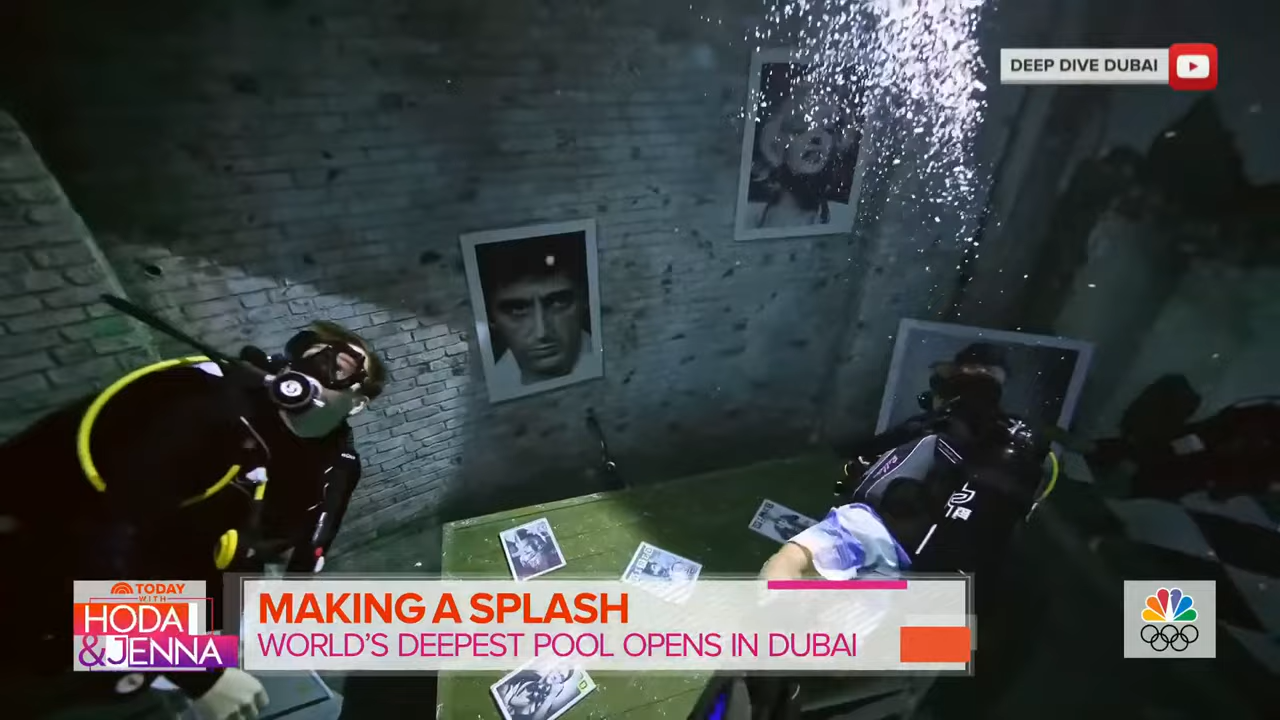 DEEP DIVE DUBAI
TODAY
WITH
HODA
& JENNA
MAKING A SPLASH
WORLD'S DEEPEST POOL OPENS IN DUBAI